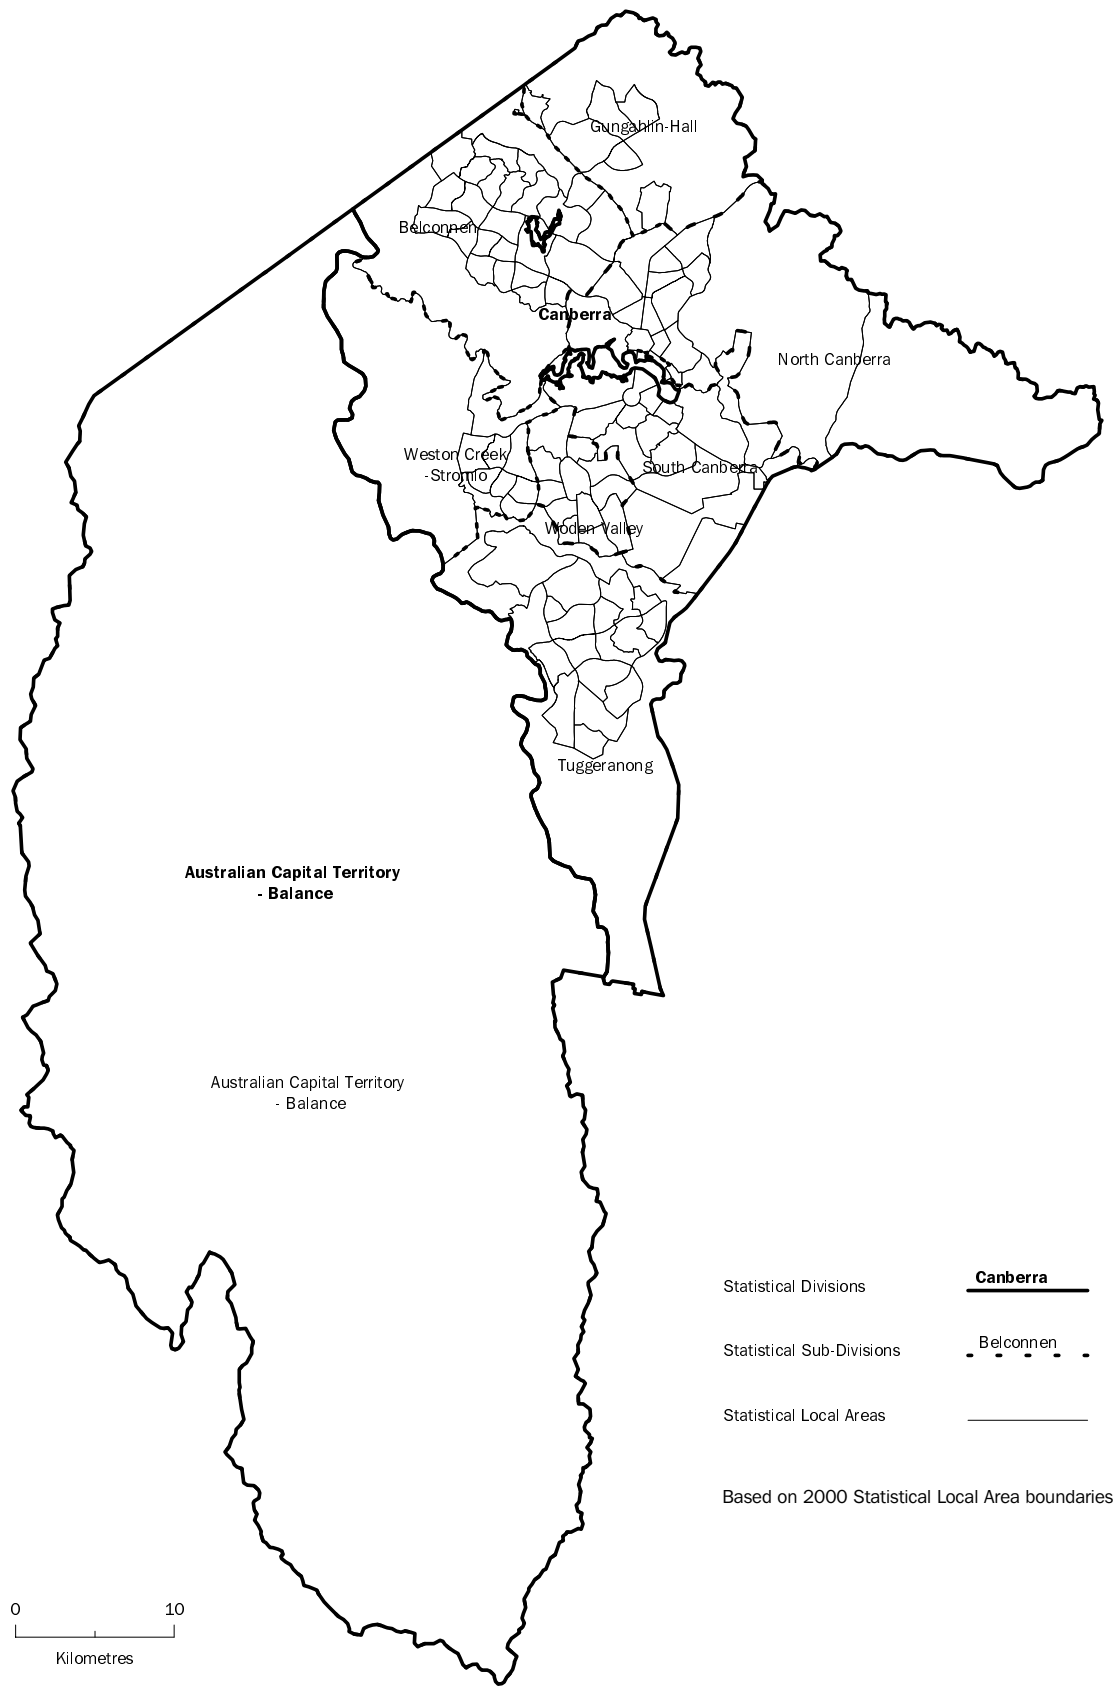 Gungahlin-Hall
Belconnen
Canberra
North Canberra
Weston Creek
-Stromlo
South Canberra
Woden Valley
Tuggeranong
Australian Capital Territory
- Balance
Australian Capital Territory
- Balance
Statistical Divisions
Canberra
Statistical Sub-Divisions
Belconnen
Statistical Local Areas
Based on 2000 Statistical Local Area boundaries
0 10
Kilometres